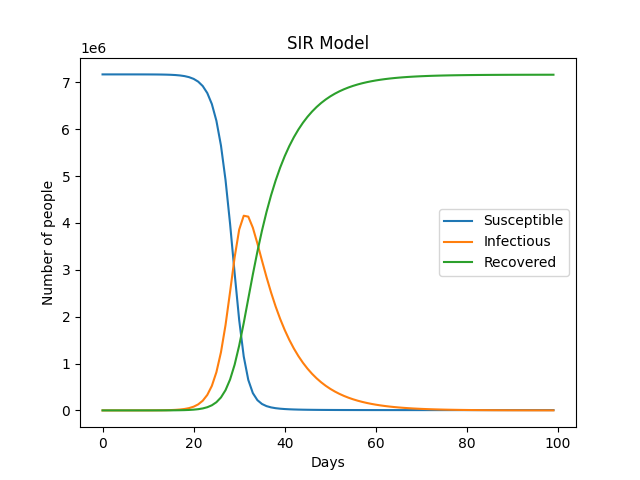 SIR Model
1e6
7
6
5
4
3
2
1
0
Number of people
Susceptible
Infectious
Recovered
0 20 40 60 80 100
Days